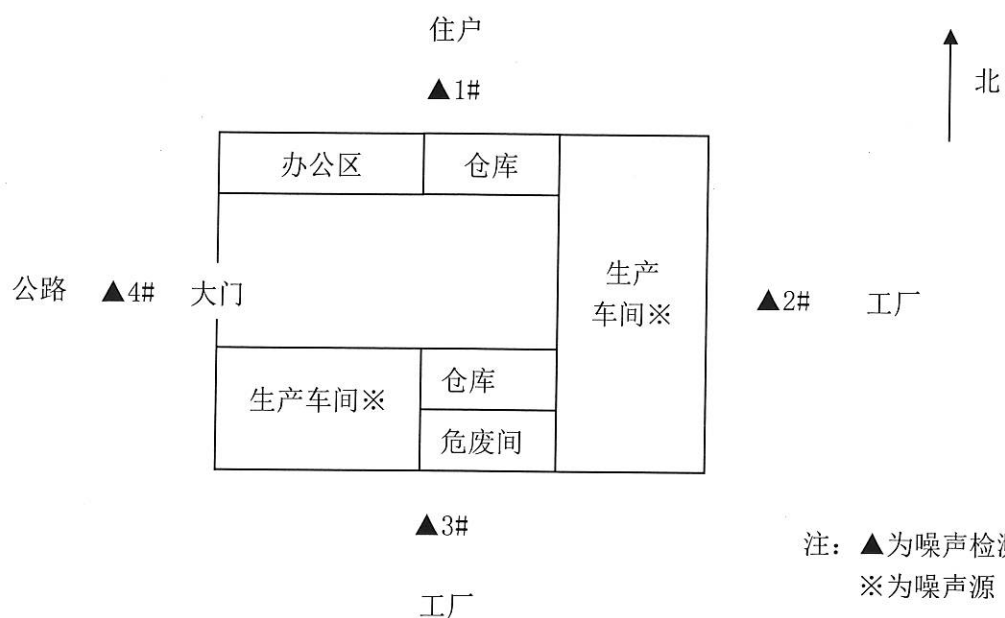 住户
▲1#
北
办公区
仓库
生产
车间※
公路 ▲4# 大门
▲2# 工厂
仓库
生产车间※
危废间
▲3#
注：▲为噪声检
※为噪声源
工厂